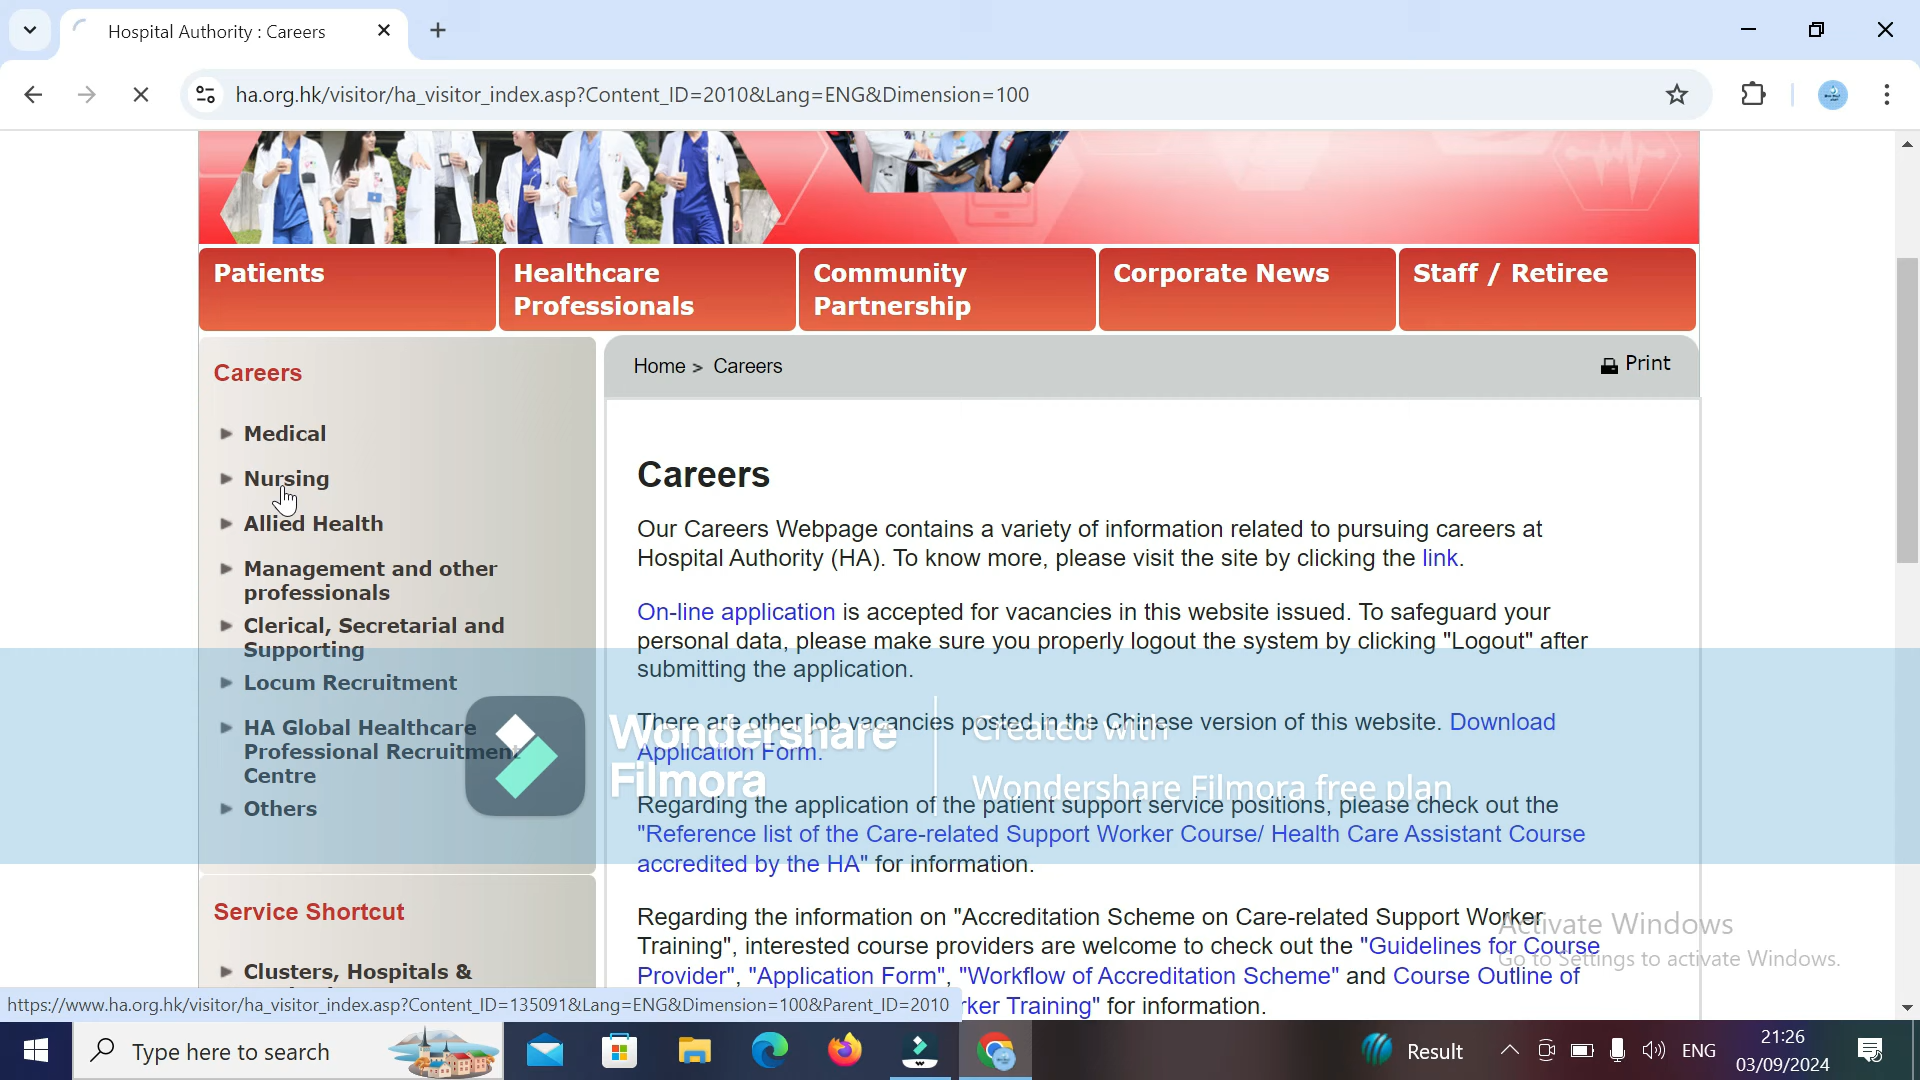 Hospital Authority : Careers
ha.org.hk/visitor/ha_visitor_index.asp?Content_ID=2010&Lang=ENG&Dimension=100
Patients
Healthcare
Professionals
Community
Partnership
Corporate News
Staff / Retiree
Careers
Medical
Nursing
Allied Health
Management and other
professionals
Clerical, Secretarial and
Supporting
Locum Recruitment
HA Global Healthcare
Professional Recruitment
Centre
Others
Service Shortcut
Clusters, Hospitals &
Home > Careers
Print
Careers
Our Careers Webpage contains a variety of information related to pursuing careers at
Hospital Authority (HA). To know more, please visit the site by clicking the link.
On-line application is accepted for vacancies in this website issued. To safeguard your
personal data, please make sure you properly logout the system by clicking "Logout" after
submitting the application.
There are other job vacancies posted in the Chinese version of this website. Download
Application Form.
Regarding the application of the patient support service positions, please check out the
"Reference list of the Care-related Support Worker Course/ Health Care Assistant Course
accredited by the HA" for information.
Regarding the information on "Accreditation Scheme on Care-related Support Worker
Training", interested course providers are welcome to check out the "Guidelines for Course
Provider", "Application Form", "Workflow of Accreditation Scheme" and Course Outline of
rker Training" for information.
Wondershare
Filmora
Created with
Wondershare Filmora free plan
Activate Windows
Go to Settings to activate Windows.
https://www.ha.org.hk/visitor/ha_visitor_index.asp?Content_ID=135091&Lang=ENG&Dimension=100&Parent_ID=2010
Type here to search
Result
ENG
21:26
03/09/2024